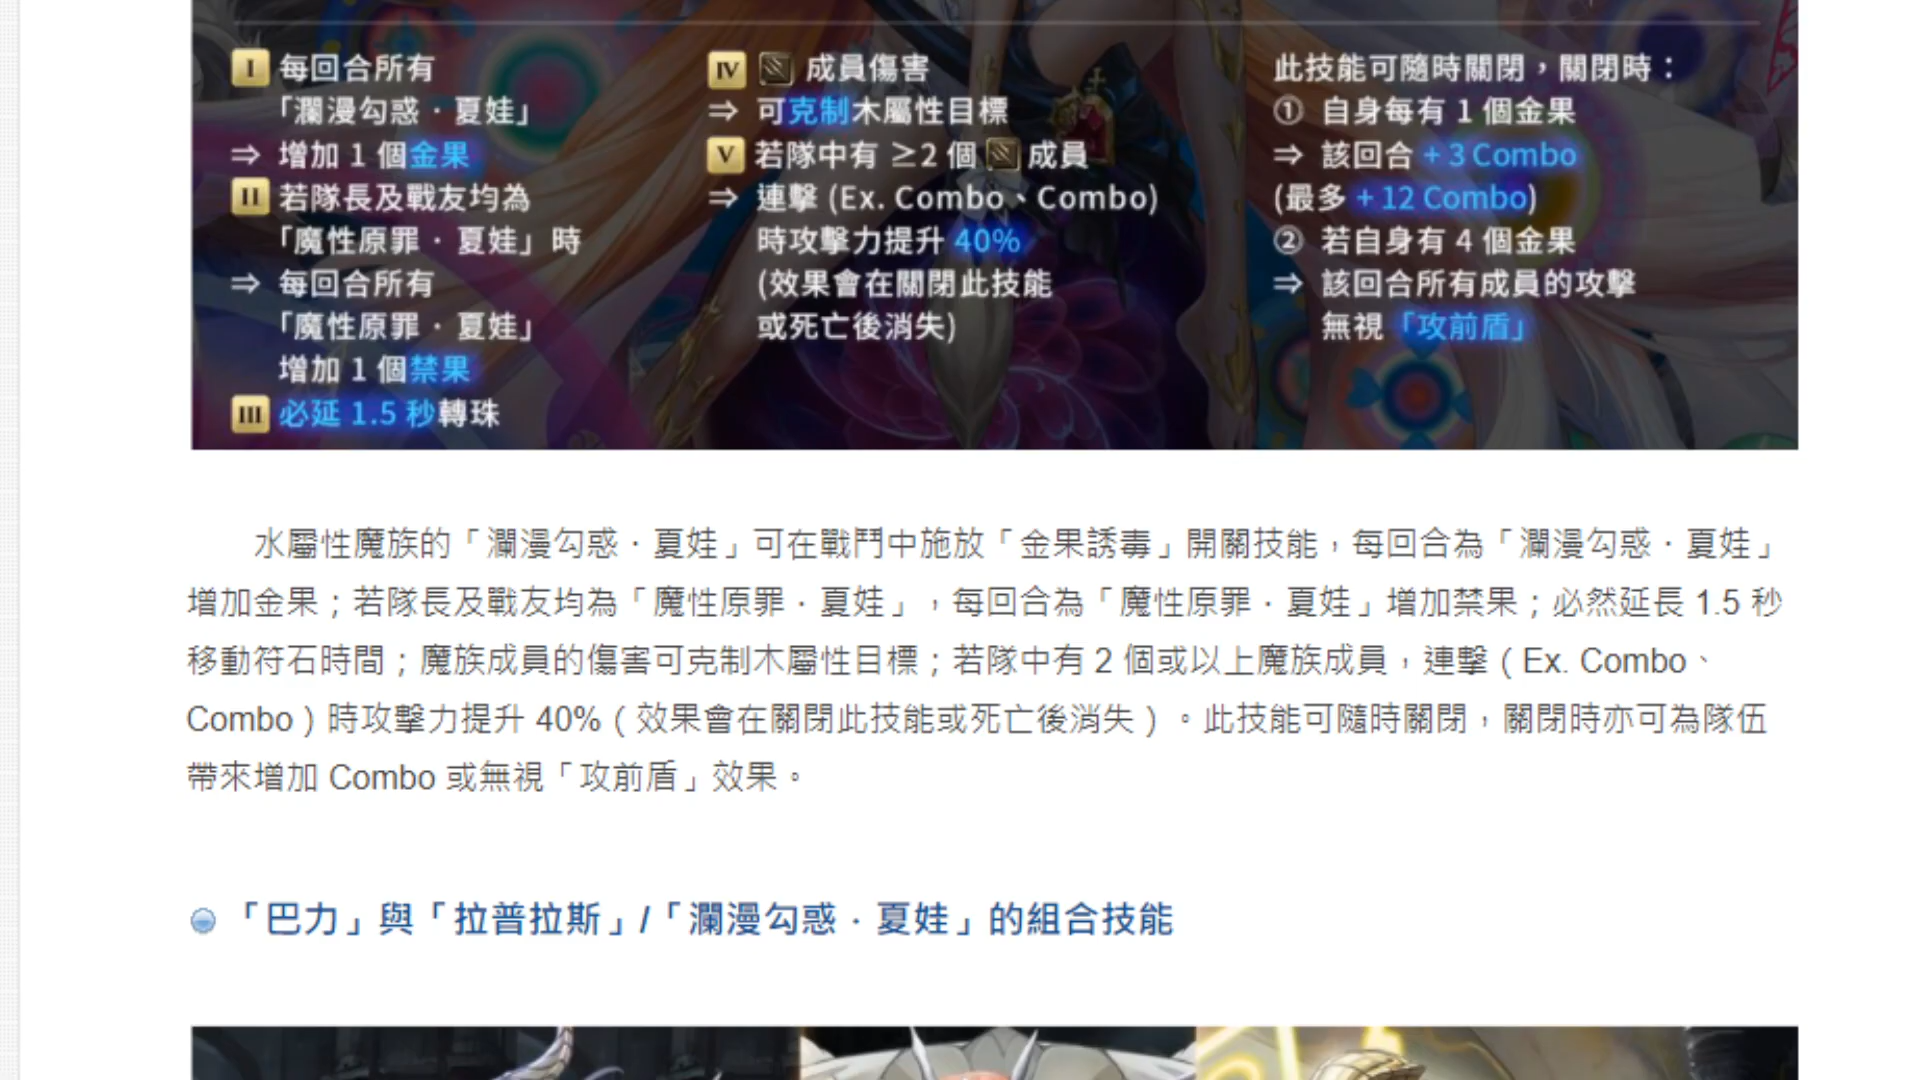 I 每回合所有
「瀾漫勾惑．夏娃」
⇒ 增加 1 個金果
II 若隊長及戰友均為
「魔性原罪．夏娃」時
⇒ 每回合所有
「魔性原罪．夏娃」
增加 1 個禁果
III 必延 1.5 秒轉珠
IV 成員傷害
⇒ 可克制木屬性目標
V 若隊中有 ≥2 個 成員
⇒ 連擊 (Ex. Combo、Combo)
時攻擊力提升 40%
(效果會在關閉此技能
或死亡後消失)
此技能可隨時關閉，關閉時：
① 自身每有 1 個金果
⇒ 該回合 + 3 Combo
(最多 + 12 Combo)
② 若自身有 4 個金果
⇒ 該回合所有成員的攻擊
無視「攻前盾」
水屬性魔族的「瀾漫勾惑．夏娃」可在戰鬥中施放「金果誘毒」開關技能，每回合為「瀾漫勾惑．夏娃」
增加金果；若隊長及戰友均為「魔性原罪．夏娃」，每回合為「魔性原罪．夏娃」增加禁果；必然延長 1.5 秒
移動符石時間；魔族成員的傷害可克制木屬性目標；若隊中有 2 個或以上魔族成員，連擊（Ex. Combo、
Combo）時攻擊力提升 40%（效果會在關閉此技能或死亡後消失）。此技能可隨時關閉，關閉時亦可為隊伍
帶來增加 Combo 或無視「攻前盾」效果。
「巴力」與「拉普拉斯」/「瀾漫勾惑．夏娃」的組合技能